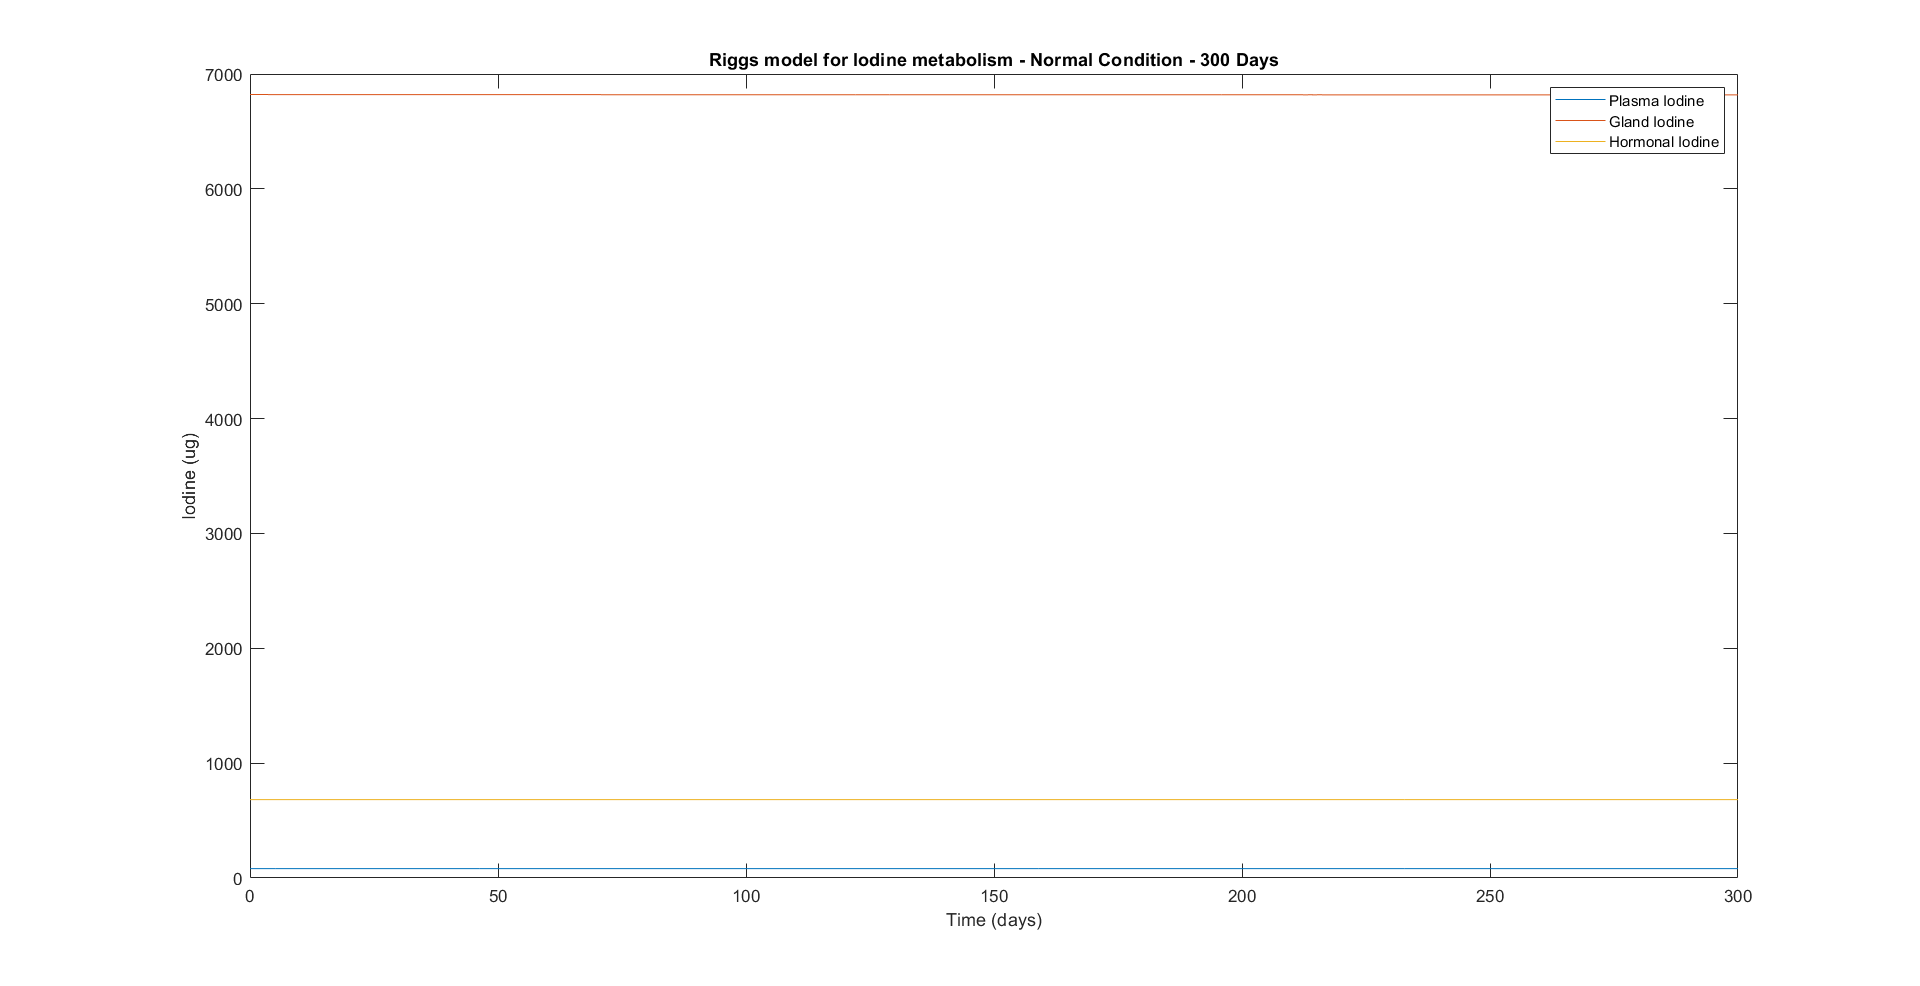 Riggs model for Iodine metabolism - Normal Condition - 300 Days
7000
6000
5000
4000
3000
2000
1000
0
Iodine (ug)
Plasma Iodine
Gland Iodine
Hormonal Iodine
0 50 100 150 200 250 300
Time (days)